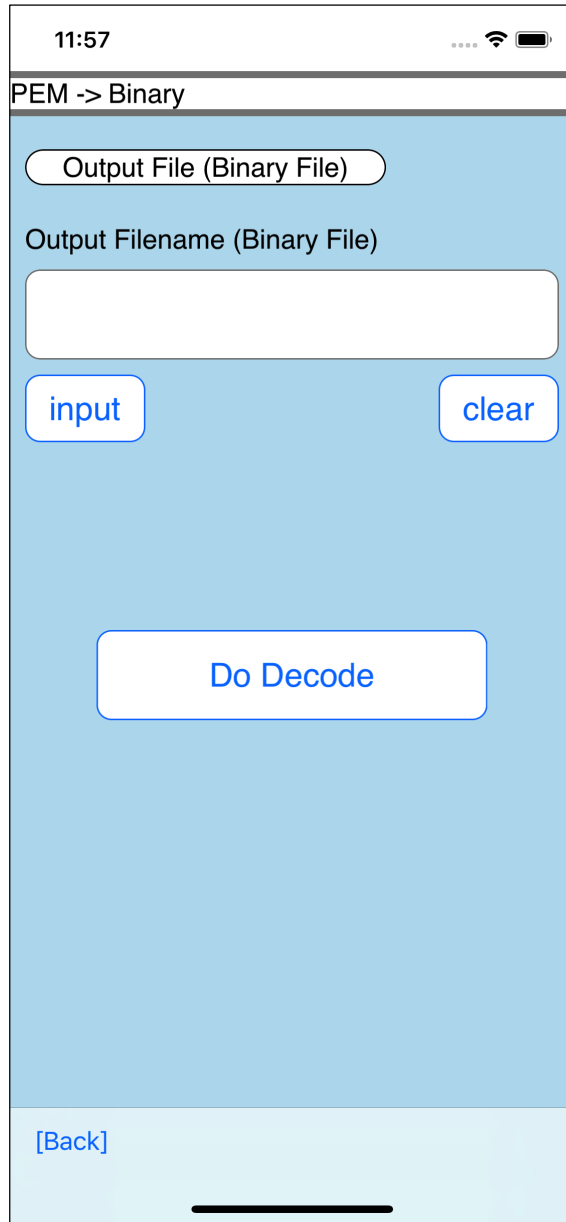 11:57
PEM -> Binary
Output File (Binary File)
Output Filename (Binary File)
input clear
Do Decode
[Back]